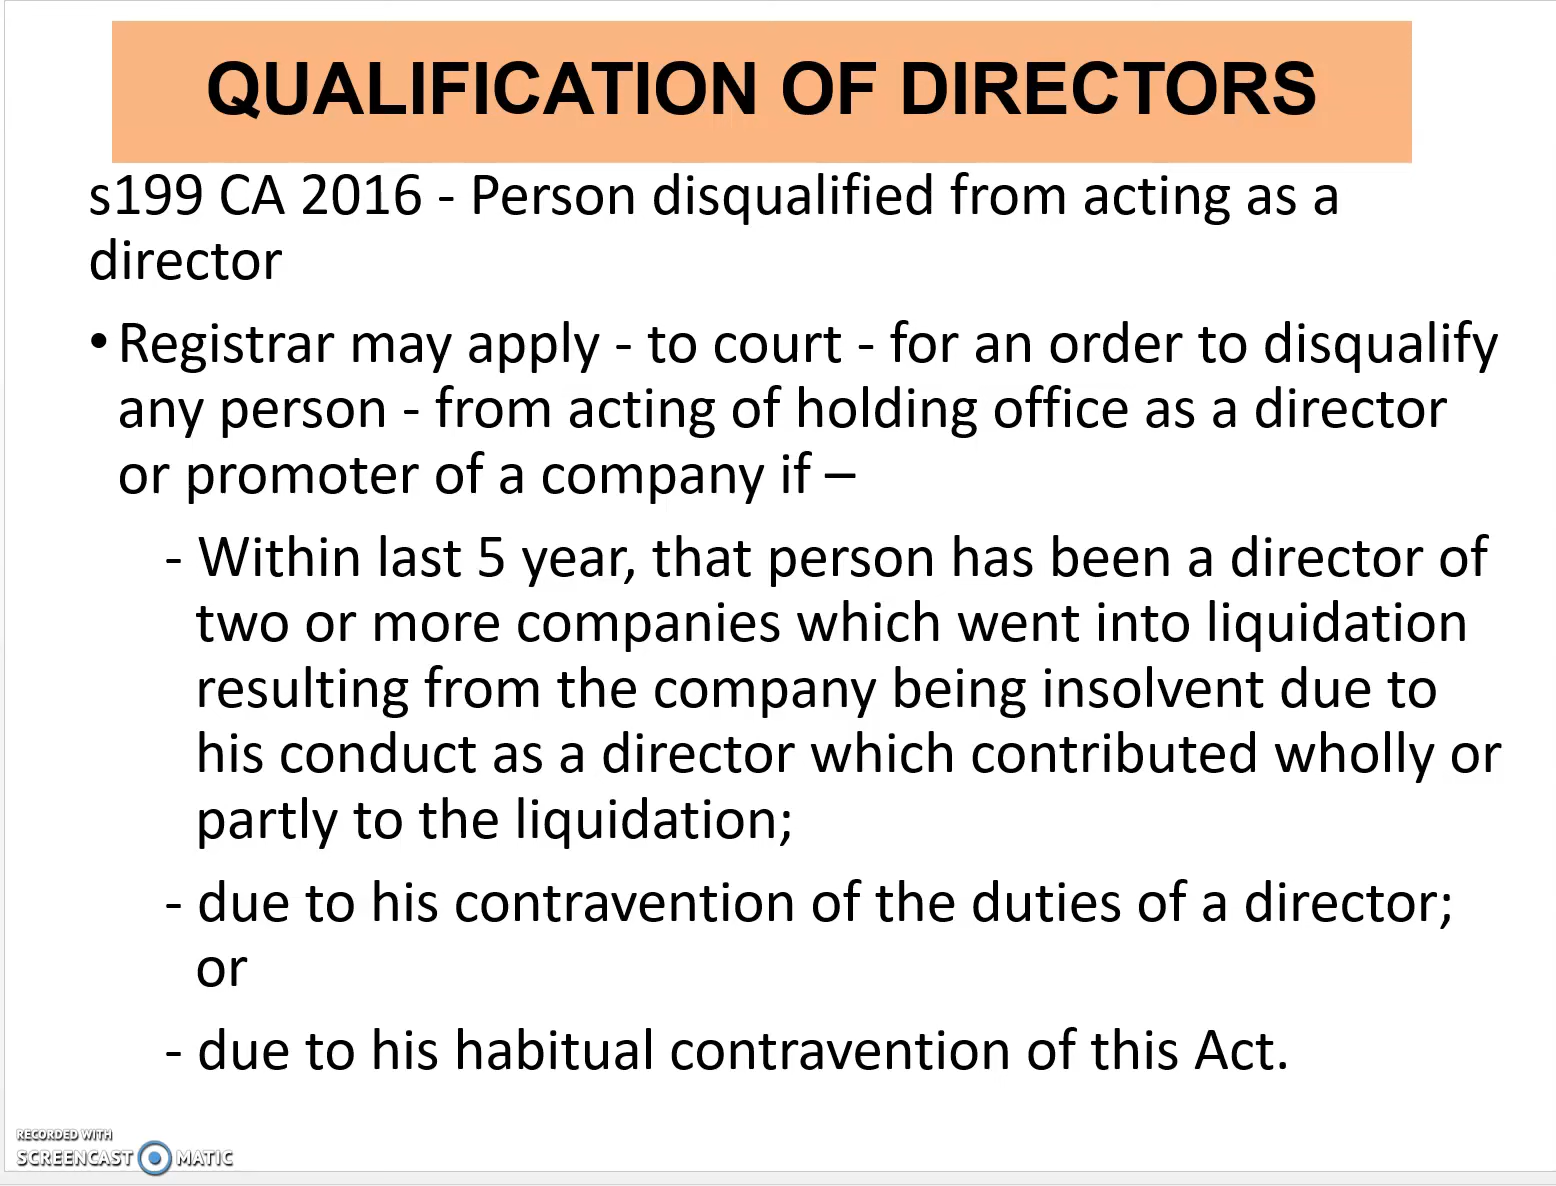 QUALIFICATION OF DIRECTORS
s199 CA 2016 - Person disqualified from acting as a
director
• Registrar may apply - to court - for an order to disqualify
any person - from acting of holding office as a director
or promoter of a company if –
- Within last 5 year, that person has been a director of
two or more companies which went into liquidation
resulting from the company being insolvent due to
his conduct as a director which contributed wholly or
partly to the liquidation;
- due to his contravention of the duties of a director;
or
- due to his habitual contravention of this Act.
RECORDED WITH
SCREENCAST MATIC